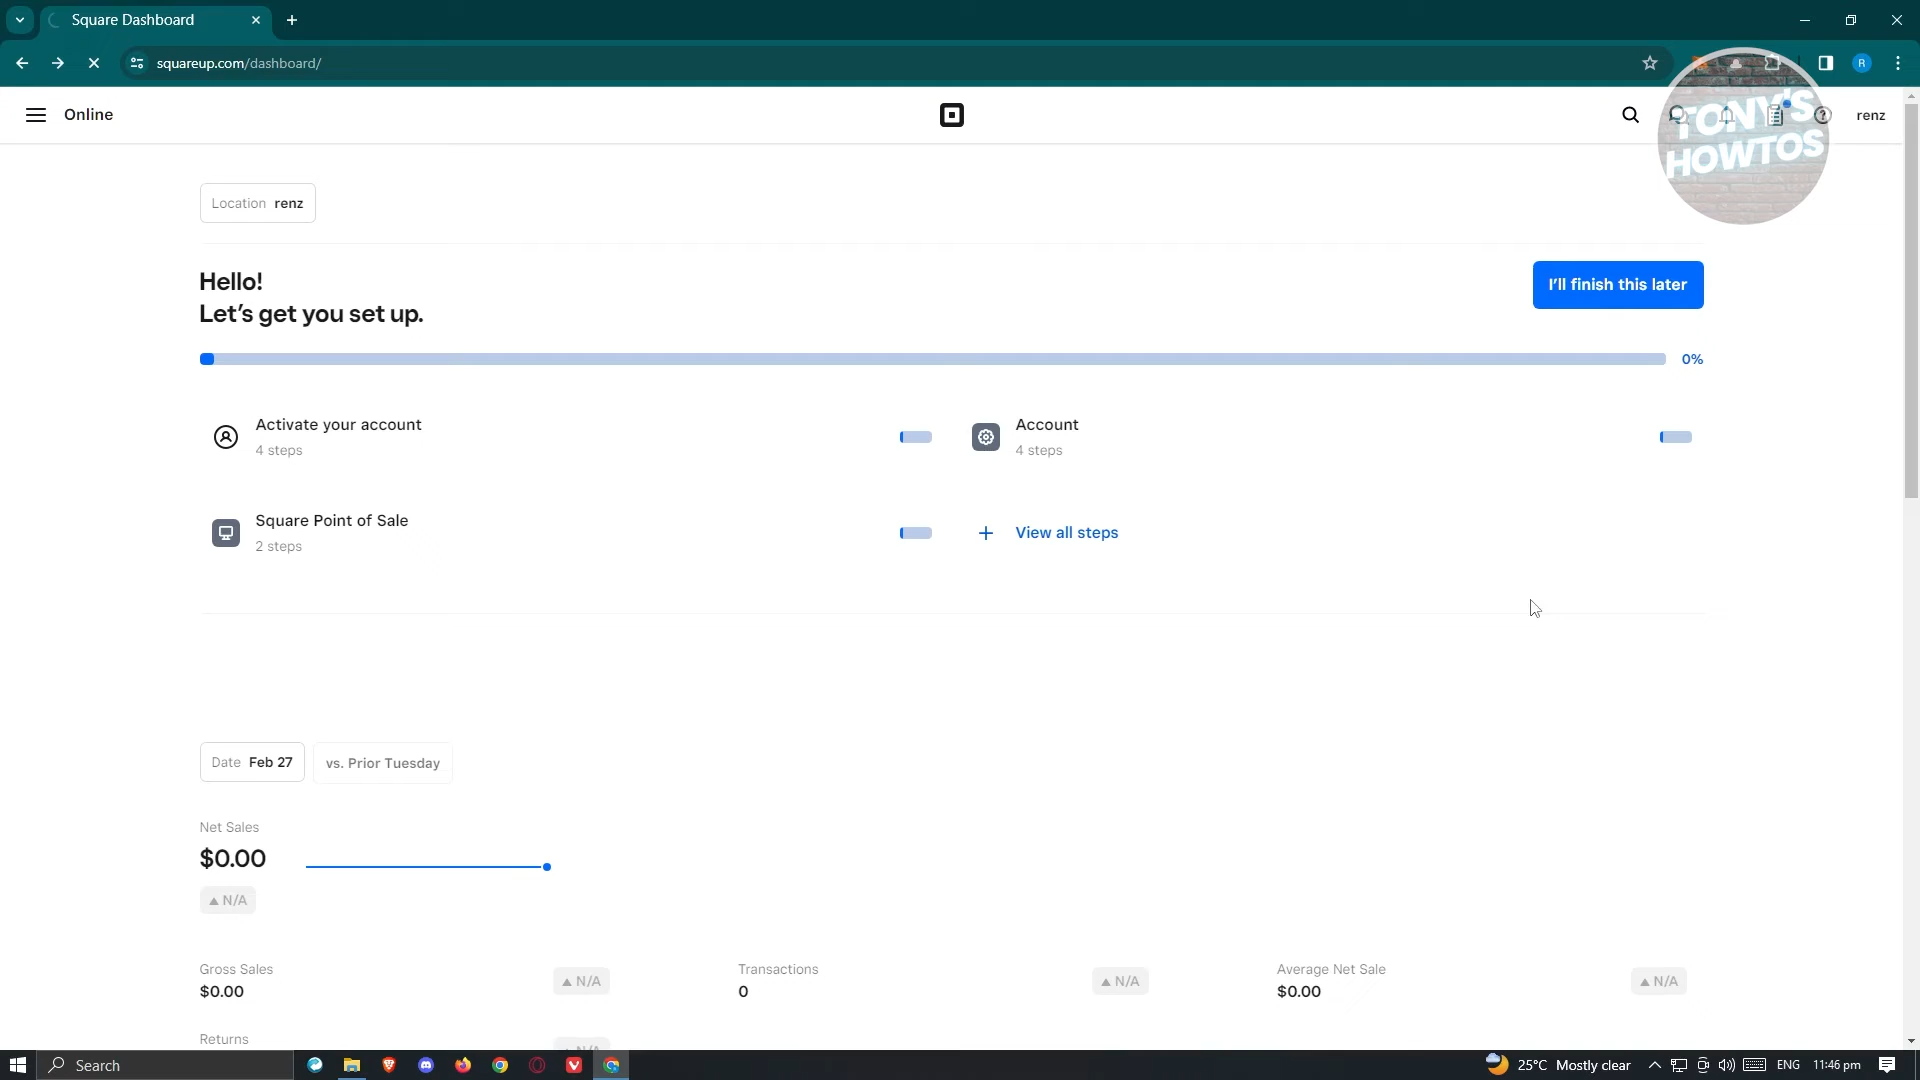 Square Dashboard
squareup.com/dashboard/
R
Online
renz
TONY'S
HOWTOS
Location renz
Hello!
Let's get you set up.
I'll finish this later
0%
Activate your account
4 steps
Account
4 steps
Square Point of Sale
2 steps
View all steps
Date Feb 27
vs. Prior Tuesday
Net Sales
$0.00
N/A
Gross Sales
$0.00
N/A
Transactions
0
N/A
Average Net Sale
$0.00
N/A
Returns
N/A
Search
25°C Mostly clear
ENG
11:46 pm